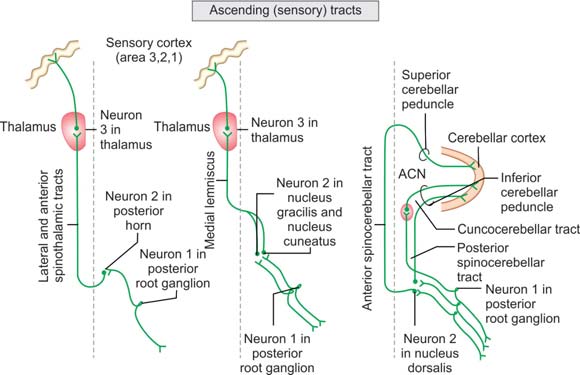 Ascending (sensory) tracts
Sensory cortex
(area 3,2,1)
Thalamus
Neuron
3 in
thalamus
Lateral and anterior
spinothalamic tracts
Neuron 2
in
posterior
horn
Neuron 1 in
posterior
root ganglion
Thalamus
Neuron 3 in
thalamus
Medial lemniscus
Neuron 2 in
nucleus
gracilis and
nucleus
cuneatus
Neuron 1 in
posterior
root ganglion
Superior
cerebellar
peduncle
Cerebellar cortex
ACN
Inferior
cerebellar
peduncle
Cuncocerebellar tract
Anterior spinocerebellar tract
Posterior
spinocerebellar
tract
Neuron 1 in
posterior
root ganglion
Neuron 2
in nucleus
dorsalis